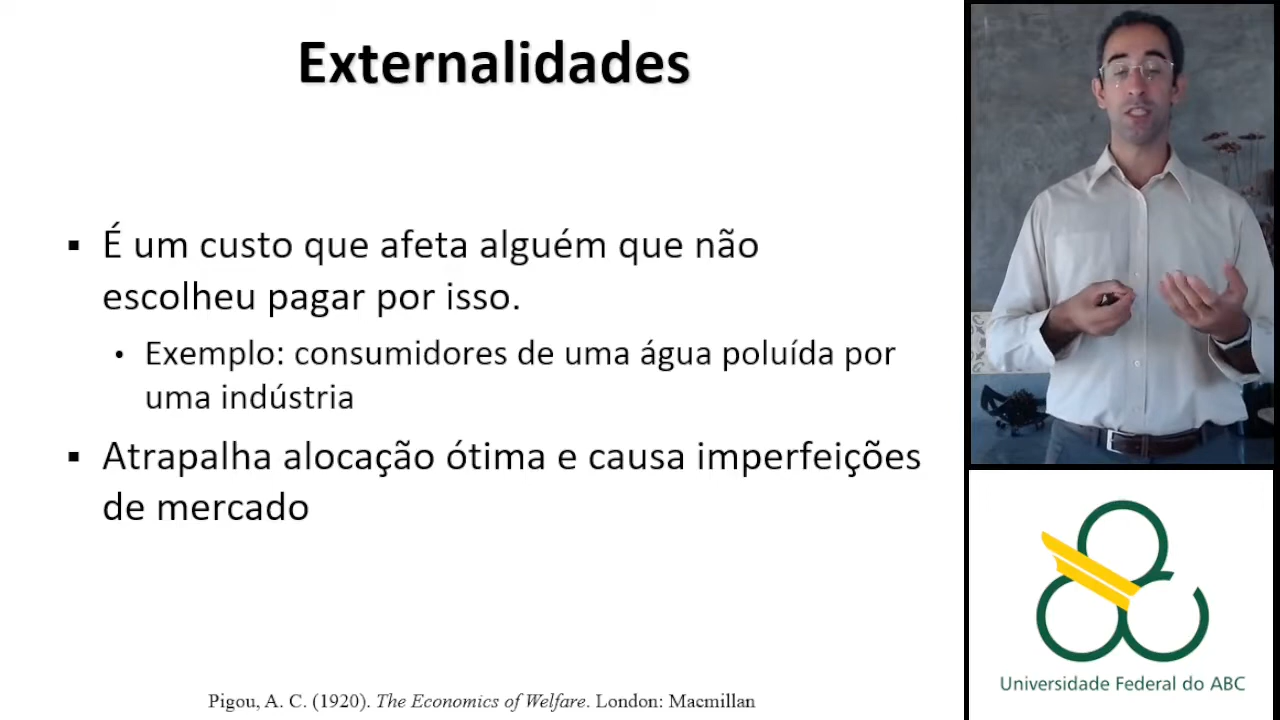 Externalidades
É um custo que afeta alguém que não
escolheu pagar por isso.
Exemplo: consumidores de uma água poluída por
uma indústria
Atrapalha alocação ótima e causa imperfeições
de mercado
Pigou, A. C. (1920). The Economics of Welfare. London: Macmillan
Universidade Federal do ABC